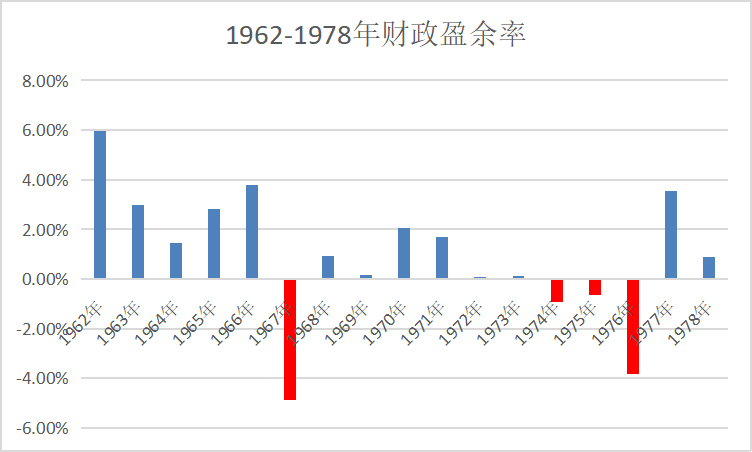 1962-1978年财政盈余率
8.00%
6.00%
4.00%
2.00%
0.00%
-2.00%
-4.00%
-6.00%
1962年
1963年
1964年
1965年
1966年
1967年
1968年
1969年
1970年
1971年
1972年
1973年
1974年
1975年
1976年
1977年
1978年